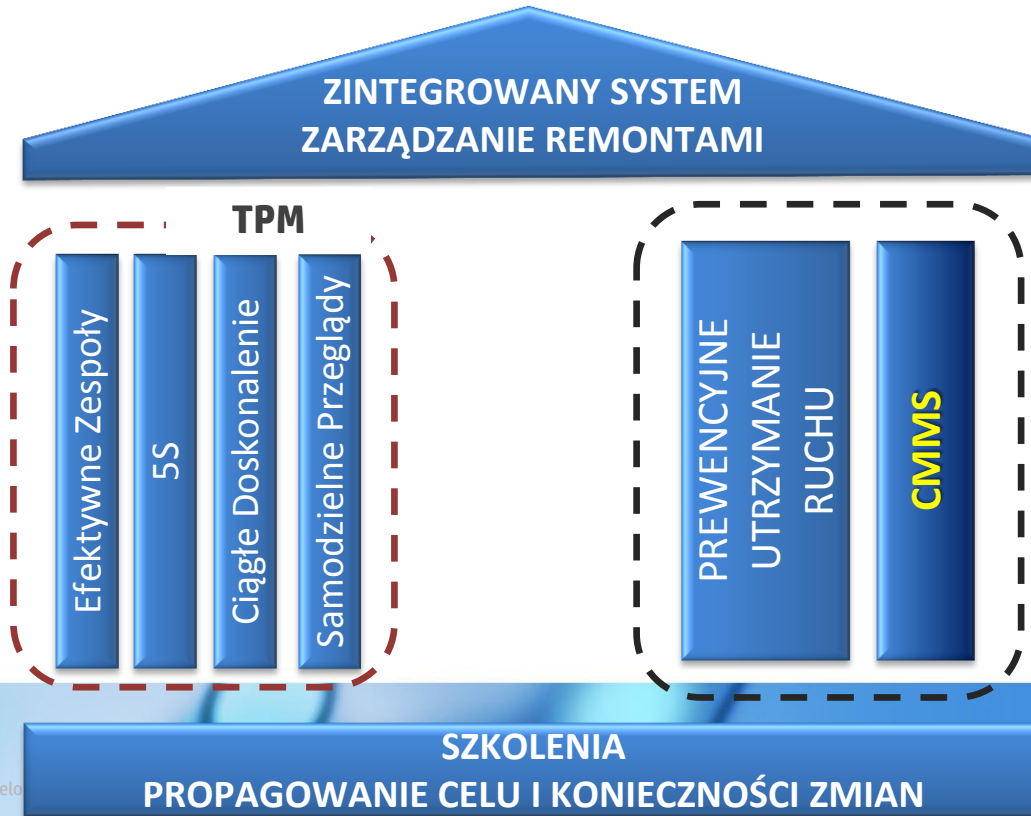 ZINTEGROWANY SYSTEM
ZARZĄDZANIE REMONTAMI
TPM
Efektywne Zespoły
5S
Ciągłe Doskonalenie
Samodzielne Przeglądy
PREWENCYJNE
UTRZYMANIE
RUCHU
CMMS
SZKOLENIA
PROPAGOWANIE CELU I KONIECZNOŚCI ZMIAN